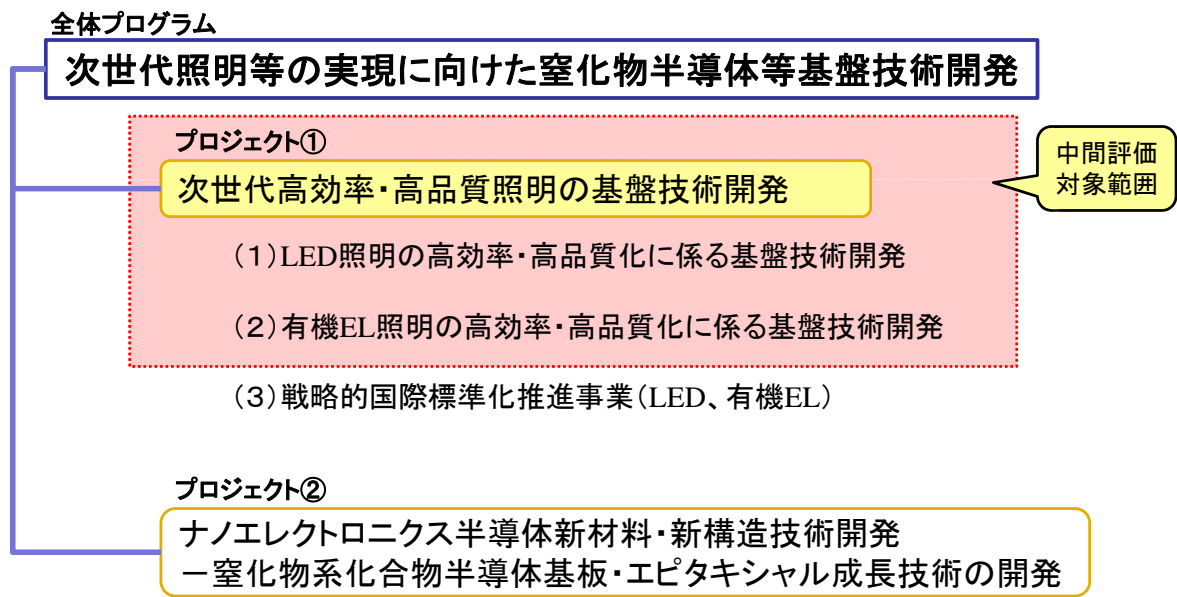 全体プログラム
次世代照明等の実現に向けた窒化物半導体等基盤技術開発
プロジェクト①
次世代高効率・高品質照明の基盤技術開発
中間評価
対象範囲
（１）LED照明の高効率・高品質化に係る基盤技術開発
（２）有機EL照明の高効率・高品質化に係る基盤技術開発
（３）戦略的国際標準化推進事業（LED、有機EL）
プロジェクト②
ナノエレクトロニクス半導体新材料・新構造技術開発
－窒化物系化合物半導体基板・エピタキシャル成長技術の開発